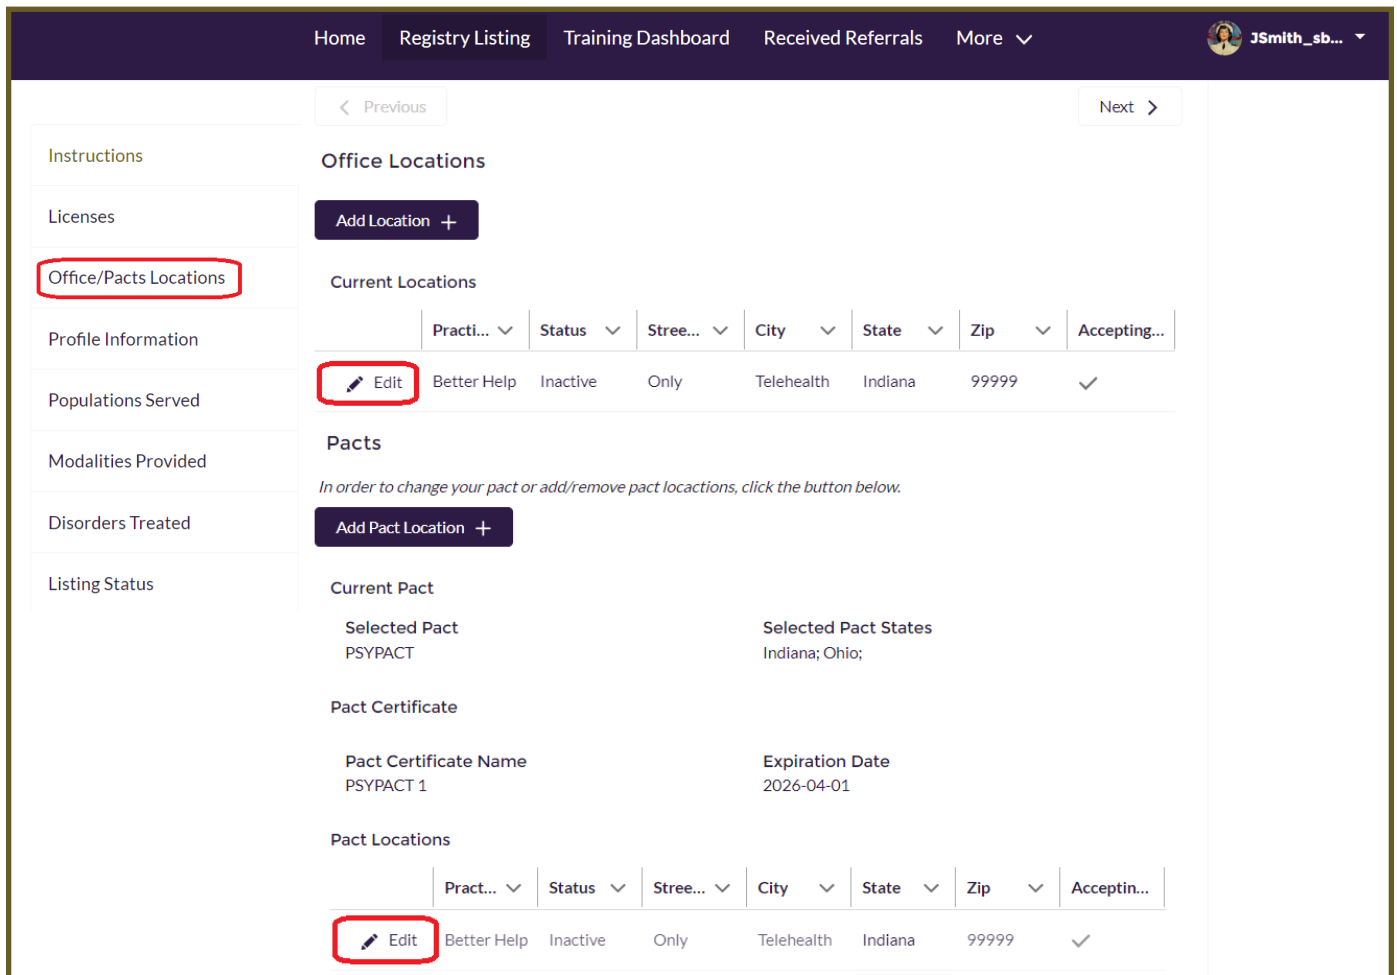 Home Registry Listing Training Dashboard Received Referrals More JSmith_sb...
Previous Next
Instructions
Licenses
Office/Pacts Locations
Profile Information
Populations Served
Modalities Provided
Disorders Treated
Listing Status
Office Locations
Add Location +
Current Locations
Practi... Status Stree... City State Zip Accepting...
Edit Better Help Inactive Only Telehealth Indiana 99999
Pacts
In order to change your pact or add/remove pact locactions, click the button below.
Add Pact Location +
Current Pact
Selected Pact Selected Pact States
PSYPACT Indiana; Ohio;
Pact Certificate
Pact Certificate Name Expiration Date
PSYPACT 1 2026-04-01
Pact Locations
Pract... Status Stree... City State Zip Acceptin...
Edit Better Help Inactive Only Telehealth Indiana 99999